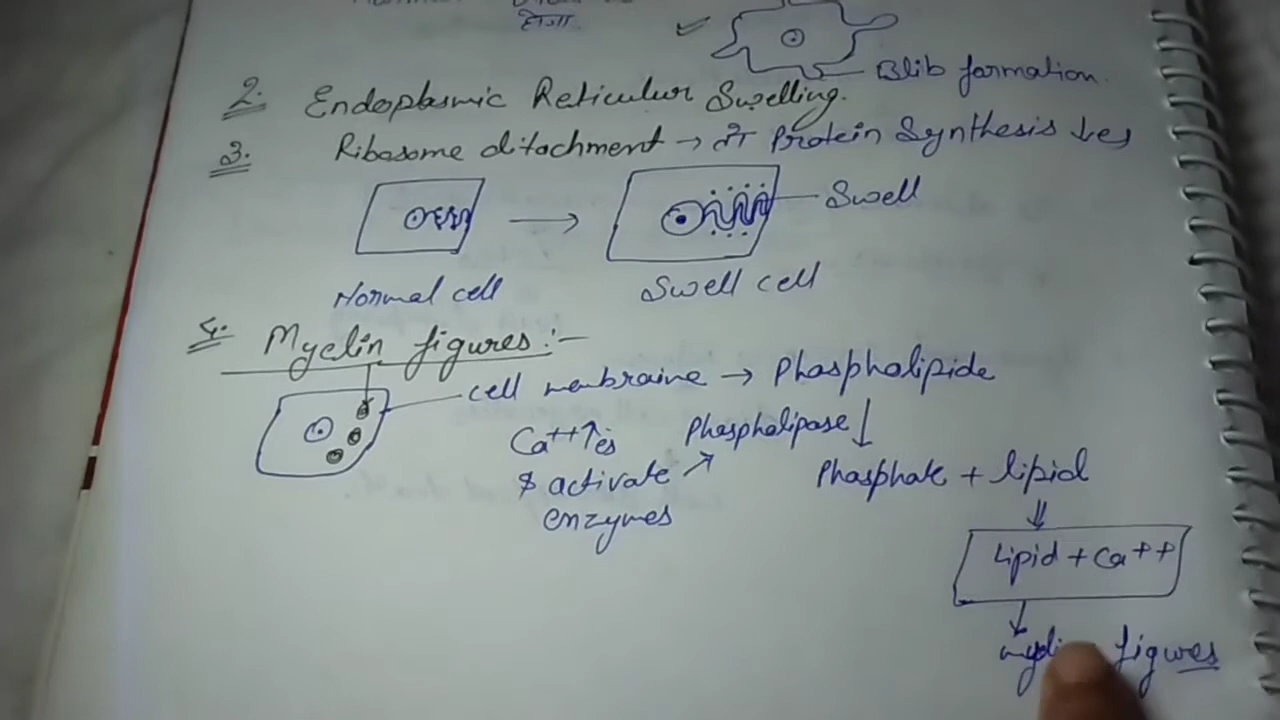 होगा.
Blib formation.
2. Endoplasmic Reticulur Swelling.
3. Ribosome ditachment → तो Protein Synthesis ↓es
Swell
Normal cell
Swell cell
4. Myelin figures:-
cell menbraine → Phospholipide
Ca++↑es
Phospholipase
& activate
Phosphate + lipid
enzymes
Lipid + Ca++
figures